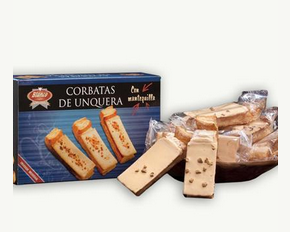 CORBATAS
DE UNQUERA
Con
mantequilla